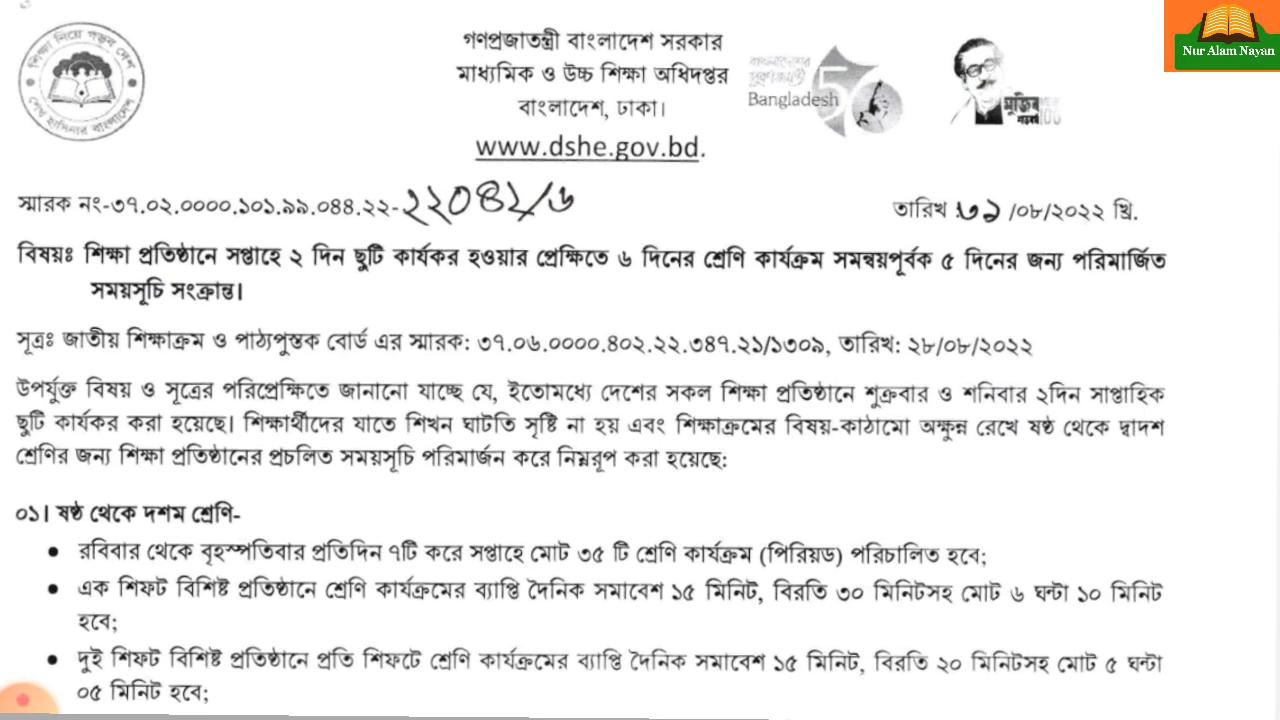 শিক্ষা নিয়ে গড়ব দেশ
শেখ হাসিনার বাংলাদেশ
গণপ্রজাতন্ত্রী বাংলাদেশ সরকার
মাধ্যমিক ও উচ্চ শিক্ষা অধিদপ্তর
বাংলাদেশ, ঢাকা।
www.dshe.gov.bd.
বাংলাদেশের
সুবর্ণজয়ন্তী
50
Bangladesh
মুজিব
শতবর্ষ 100
Nur Alam Nayan
স্মারক নং-৩৭.০২.০০০০.১০১.৯৯.০৪৪.২২-২২০৪২/৬
তারিখ :৩১ /০৮/২০২২ খ্রি.
বিষয়ঃ শিক্ষা প্রতিষ্ঠানে সপ্তাহে ২ দিন ছুটি কার্যকর হওয়ার প্রেক্ষিতে ৬ দিনের শ্রেণি কার্যক্রম সমন্বয়পূর্বক ৫ দিনের জন্য পরিমার্জিত
সময়সূচি সংক্রান্ত।
সূত্রঃ জাতীয় শিক্ষাক্রম ও পাঠ্যপুস্তক বোর্ড এর স্মারক: ৩৭.০৬.০০০০.৪০২.২২.৩৪৭.২১/১৩০৯, তারিখ: ২৮/০৮/২০২২
উপর্যুক্ত বিষয় ও সূত্রের পরিপ্রেক্ষিতে জানানো যাচ্ছে যে, ইতোমধ্যে দেশের সকল শিক্ষা প্রতিষ্ঠানে শুক্রবার ও শনিবার ২দিন সাপ্তাহিক
ছুটি কার্যকর করা হয়েছে। শিক্ষার্থীদের যাতে শিখন ঘাটতি সৃষ্টি না হয় এবং শিক্ষাক্রমের বিষয়-কাঠামো অক্ষুন্ন রেখে ষষ্ঠ থেকে দ্বাদশ
শ্রেণির জন্য শিক্ষা প্রতিষ্ঠানের প্রচলিত সময়সূচি পরিমার্জন করে নিম্নরূপ করা হয়েছে:
০১। ষষ্ঠ থেকে দশম শ্রেণি-
• রবিবার থেকে বৃহস্পতিবার প্রতিদিন ৭টি করে সপ্তাহে মোট ৩৫ টি শ্রেণি কার্যক্রম (পিরিয়ড) পরিচালিত হবে;
• এক শিফট বিশিষ্ট প্রতিষ্ঠানে শ্রেণি কার্যক্রমের ব্যাপ্তি দৈনিক সমাবেশ ১৫ মিনিট, বিরতি ৩০ মিনিটসহ মোট ৬ ঘন্টা ১০ মিনিট
হবে;
• দুই শিফট বিশিষ্ট প্রতিষ্ঠানে প্রতি শিফটে শ্রেণি কার্যক্রমের ব্যাপ্তি দৈনিক সমাবেশ ১৫ মিনিট, বিরতি ২০ মিনিটসহ মোট ৫ ঘন্টা
০৫ মিনিট হবে;